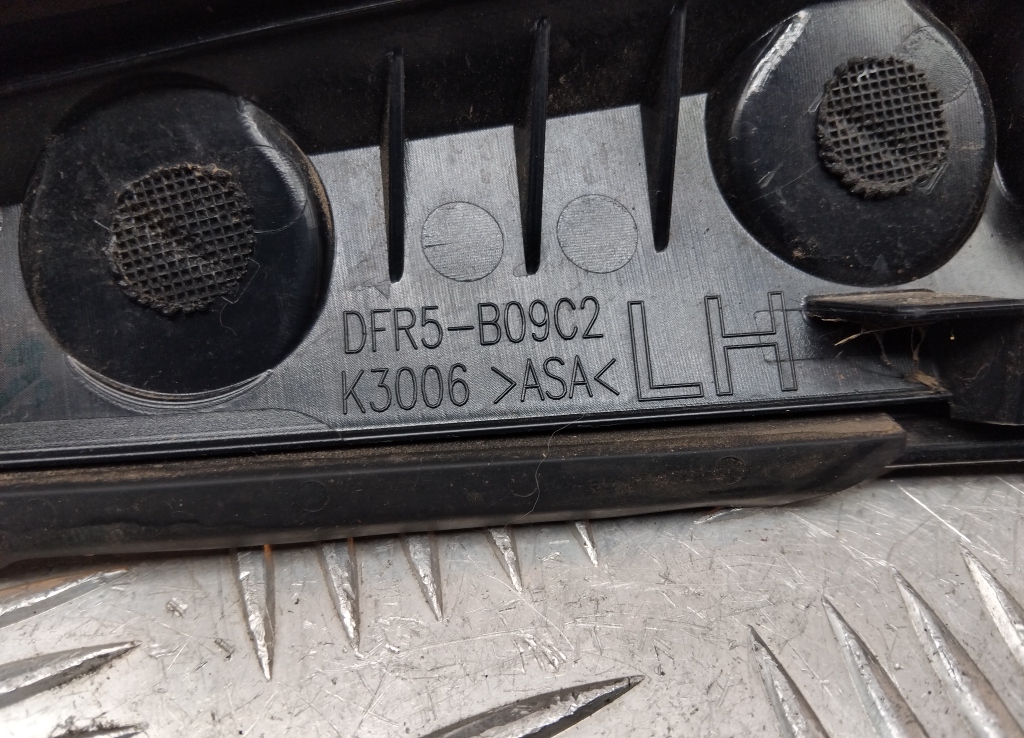 DFR5-B09C2
K3006 >ASA<
LH